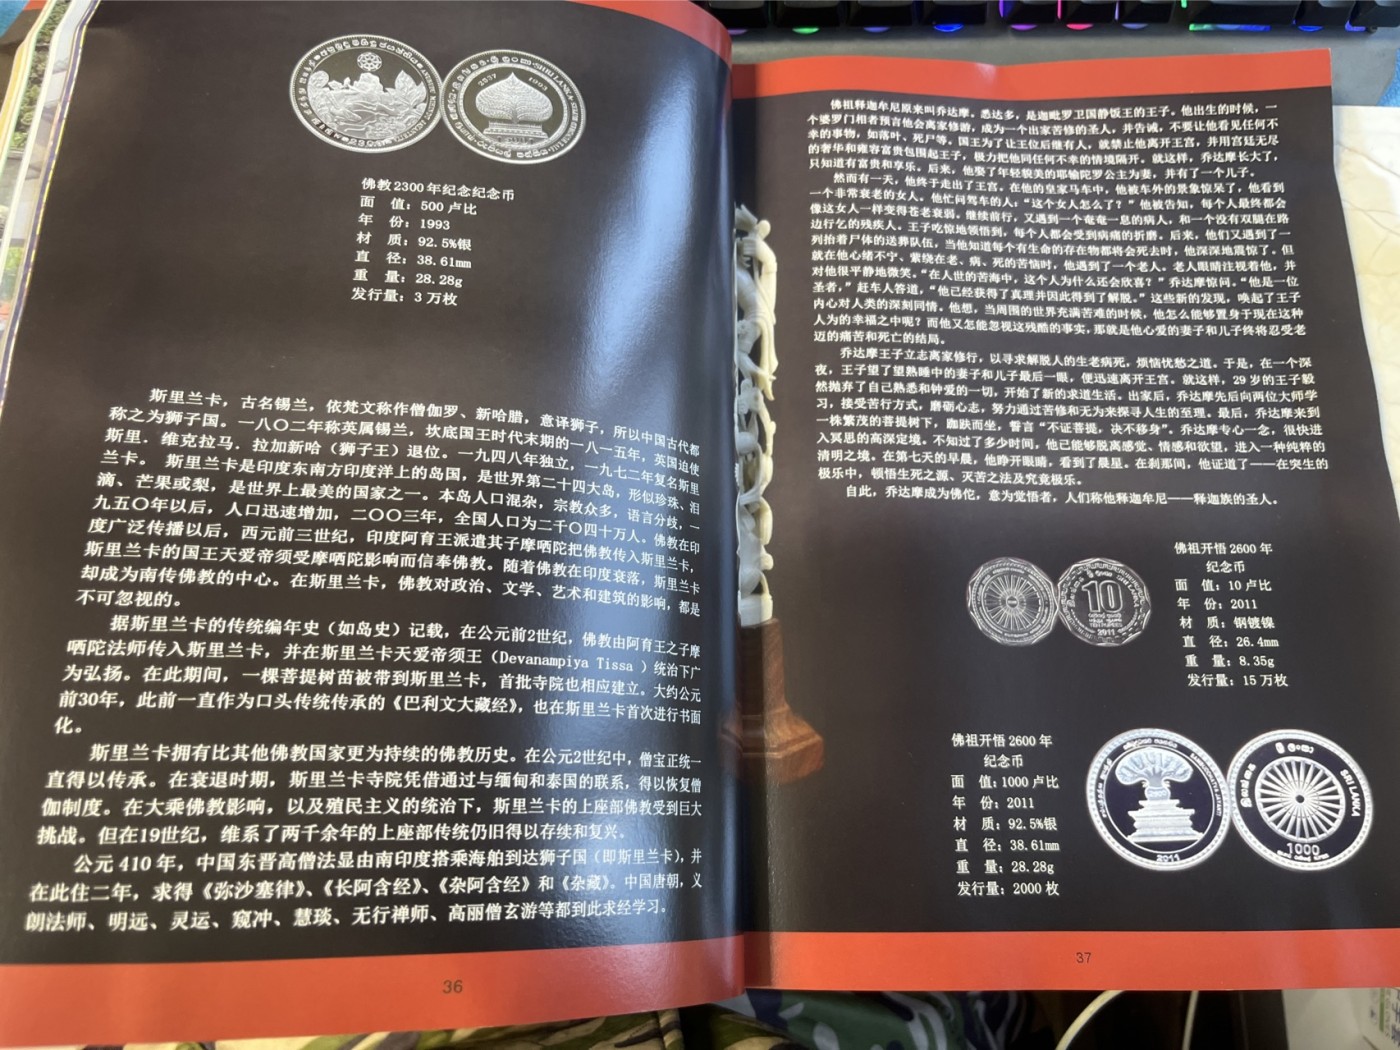 佛教2300年纪念纪念币
面　值：500 卢比
年　份：1993
材　质：92.5%银
直　径：38.61mm
重　量：28.28g
发行量：3 万枚
斯里兰卡，古名锡兰，依梵文称作僧伽罗、新哈腊，意译狮子，所以中国古代都
称之为狮子国。一八〇二年称英属锡兰，坎底国王时代末期的一八一五年，英国迫使
斯里．维克拉马．拉加新哈（狮子王）退位。一九四八年独立，一九七二年复名斯里
兰卡。 斯里兰卡是印度东南方印度洋上的岛国，是世界第二十四大岛，形似珍珠、泪
滴、芒果或梨，是世界上最美的国家之一。本岛人口混杂，宗教众多，语言分歧，一
九五〇年以后，人口迅速增加，二〇〇三年，全国人口为二千〇四十万人。佛教在印
度广泛传播以后，西元前三世纪，印度阿育王派遣其子摩哂陀把佛教传入斯里兰卡，
斯里兰卡的国王天爱帝须受摩哂陀影响而信奉佛教。随着佛教在印度衰落，斯里兰卡
却成为南传佛教的中心。在斯里兰卡，佛教对政治、文学、艺术和建筑的影响，都是
不可忽视的。
据斯里兰卡的传统编年史（如岛史）记载，在公元前2世纪，佛教由阿育王之子摩
哂陀法师传入斯里兰卡，并在斯里兰卡天爱帝须王（Devanampiya Tissa ）统治下广
为弘扬。在此期间，一棵菩提树苗被带到斯里兰卡，首批寺院也相应建立。大约公元
前30年，此前一直作为口头传统传承的《巴利文大藏经》，也在斯里兰卡首次进行书面
化。
斯里兰卡拥有比其他佛教国家更为持续的佛教历史。在公元2世纪中，僧宝正统一
直得以传承。在衰退时期，斯里兰卡寺院凭借通过与缅甸和泰国的联系，得以恢复僧
伽制度。在大乘佛教影响，以及殖民主义的统治下，斯里兰卡的上座部佛教受到巨大
挑战。但在19世纪，维系了两千余年的上座部传统仍旧得以存续和复兴。
公元 410 年，中国东晋高僧法显由南印度搭乘海舶到达狮子国（即斯里兰卡），并
在此住二年，求得《弥沙塞律》、《长阿含经》、《杂阿含经》和《杂藏》。中国唐朝，义
朗法师、明远、灵运、窥冲、慧琰、无行禅师、高丽僧玄游等都到此求经学习。
36
佛祖释迦牟尼原来叫乔达摩。悉达多，是迦毗罗卫国静饭王的王子。他出生的时候，一
个婆罗门相者预言他会离家修游，成为一个出家苦修的圣人，并告诫，不要让他看见任何不
幸的事物，如落叶、死尸等。国王为了让王位后继有人，就禁止他离开王宫，并用宫廷无尽
的奢华和雍容富贵包围起王子，极力把他同任何不幸的情境隔开。就这样，乔达摩长大了，
只知道有富贵和享乐。后来，他娶了年轻貌美的耶输陀罗公主为妻，并有了一个儿子。
然而有一天，他终于走出了王宫。在他的皇家马车中，他被车外的景象惊呆了，他看到
一个非常衰老的女人。他忙问驾车的人：“这个女人怎么了？”他被告知，每个人最终都会
像这女人一样变得苍老衰弱。继续前行，又遇到一个奄奄一息的病人，和一个没有双腿在路
边行乞的残疾人。王子吃惊地领悟到，每个人都会受到病痛的折磨。后来，他们又遇到了一
列抬着尸体的送葬队伍，当他知道每个有生命的存在物都将会死去时，他深深地震惊了。但
就在他心绪不宁、萦绕在老、病、死的苦恼时，他遇到了一个老人。老人眼睛注视着他，并
对他很平静地微笑。“在人世的苦海中，这个人为什么还会欣喜？”乔达摩惊问。“他是一位
圣者，”赶车人答道，“他已经获得了真理并因此得到了解脱。”这些新的发现，唤起了王子
内心对人类的深刻同情。他想，当周围的世界充满苦难的时候，他怎么能够置身于现在这种
人为的幸福之中呢？而他又怎能忽视这残酷的事实，那就是他心爱的妻子和儿子终将忍受老
迈的痛苦和死亡的结局。
乔达摩王子立志离家修行，以寻求解脱人的生老病死，烦恼忧愁之道。于是，在一个深
夜，王子望了望熟睡中的妻子和儿子最后一眼，便迅速离开王宫。就这样，29 岁的王子毅
然抛弃了自己熟悉和钟爱的一切，开始了新的求道生活。出家后，乔达摩先后向两位大师学
习，接受苦行方式，磨砺心志，努力通过苦修和无为来探寻人生的至理。最后，乔达摩来到
一株繁茂的菩提树下，跏趺而坐，誓言“不证菩提，决不移身”。乔达摩专心一念，很快进
入冥思的高深定境。不知过了多少时间，他已能够脱离感觉、情感和欲望，进入一种纯粹的
清明之境。在第七天的早晨，他睁开眼睛，看到了晨星。在刹那间，他证道了——在突生的
极乐中，顿悟生死之源、灭苦之法及究竟极乐。
自此，乔达摩成为佛佗，意为觉悟者，人们称他释迦牟尼——释迦族的圣人。
10
2011
佛祖开悟 2600 年
纪念币
面　值：10 卢比
年　份：2011
材　质：钢镀镍
直　径：26.4mm
重　量：8.35g
发行量：15 万枚
佛祖开悟 2600 年
纪念币
面　值：1000 卢比
年　份：2011
材　质：92.5%银
直　径：38.61mm
重　量：28.28g
发行量：2000 枚
2011
SRI LANKA
1000
37